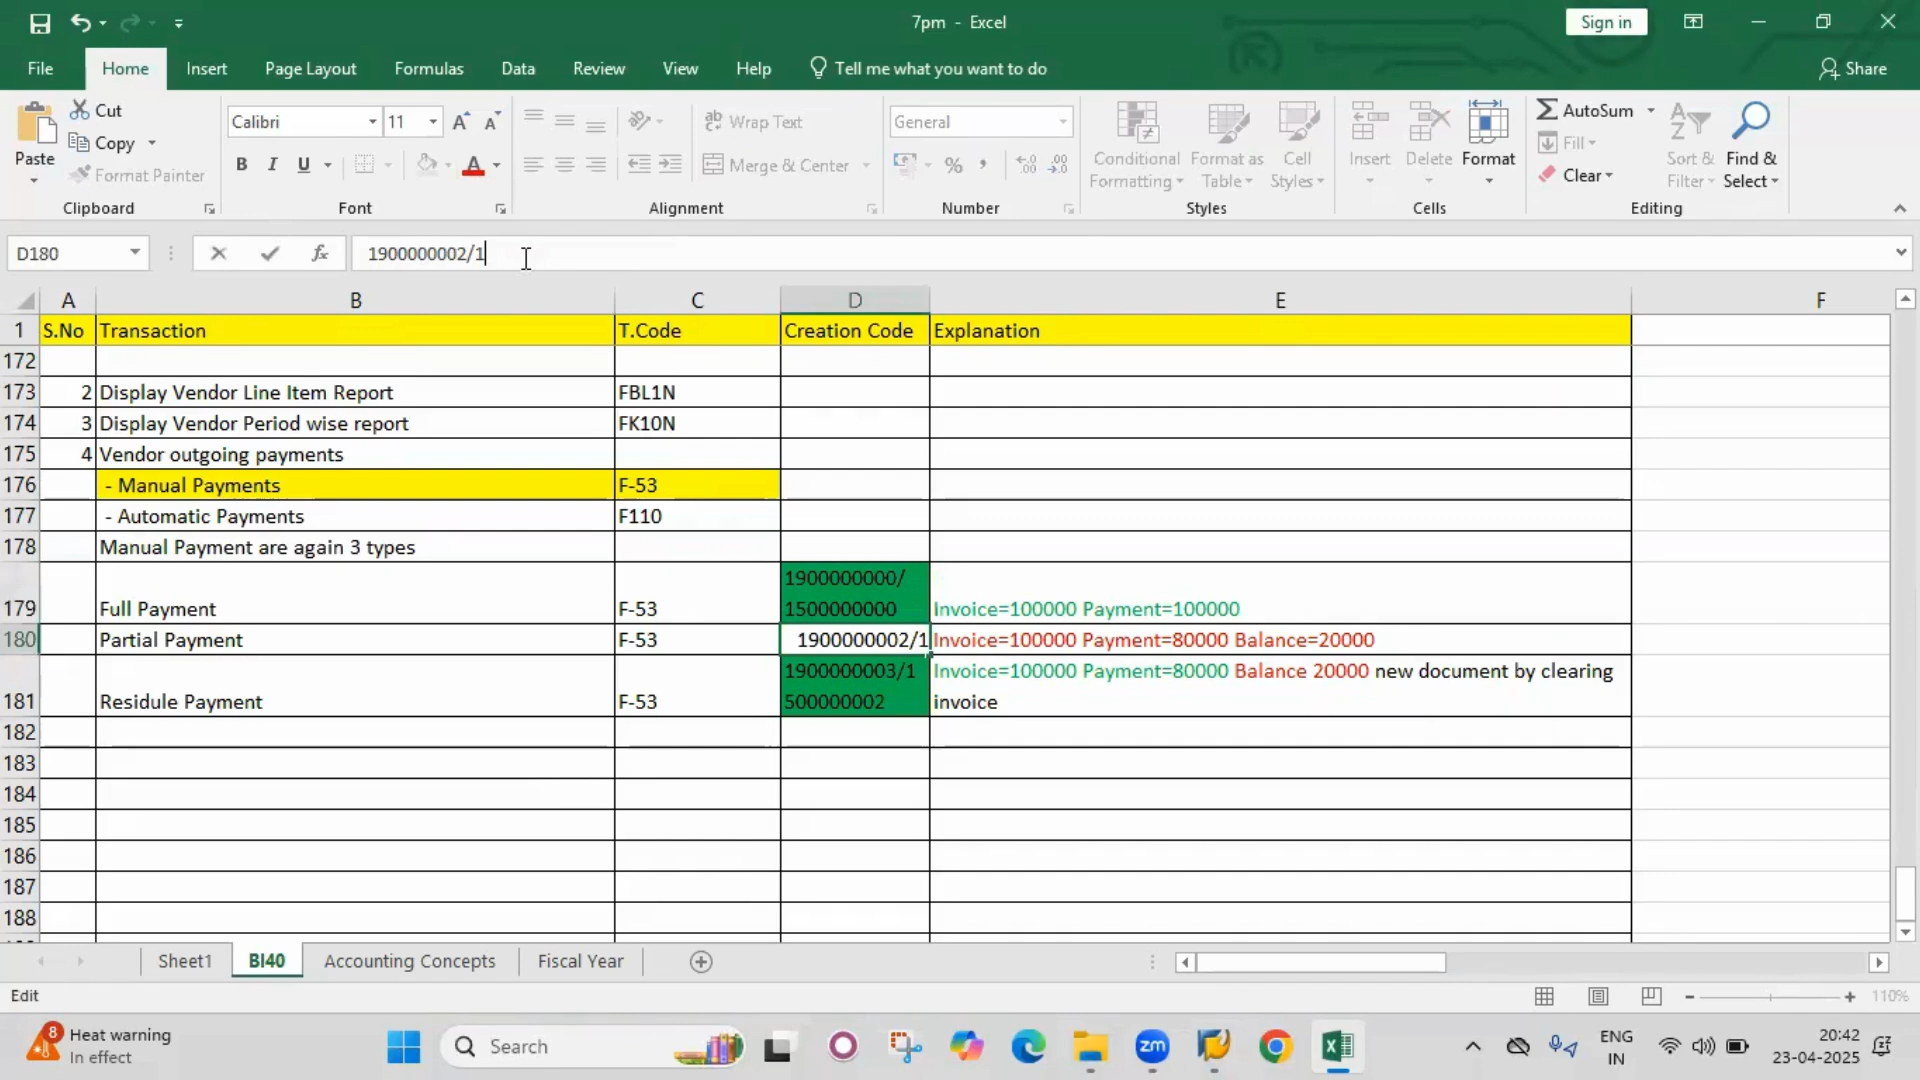 7pm - Excel
Sign in
File Home Insert Page Layout Formulas Data Review View Help Tell me what you want to do Share
Paste
Cut
Copy
Format Painter
Clipboard
Calibri 11
B I U
Font
Wrap Text
Merge & Center
Alignment
General
Number
Conditional Formatting
Format as Table
Cell Styles
Styles
Insert
Delete
Format
Cells
AutoSum
Fill
Clear
Sort & Filter
Find & Select
Editing
D180 fx 1900000002/1
A B C D E F
1 S.No Transaction T.Code Creation Code Explanation
172
173 2 Display Vendor Line Item Report FBL1N
174 3 Display Vendor Period wise report FK10N
175 4 Vendor outgoing payments
176 - Manual Payments F-53
177 - Automatic Payments F110
178 Manual Payment are again 3 types
1900000000/
179 Full Payment F-53 1500000000 Invoice=100000 Payment=100000
180 Partial Payment F-53 1900000002/1 Invoice=100000 Payment=80000 Balance=20000
1900000003/1 Invoice=100000 Payment=80000 Balance 20000 new document by clearing
181 Residule Payment F-53 500000002 invoice
182
183
184
185
186
187
188
Sheet1 BI40 Accounting Concepts Fiscal Year
Edit 110%
8 Heat warning
In effect
Search
zm
ENG
IN
20:42
23-04-2025